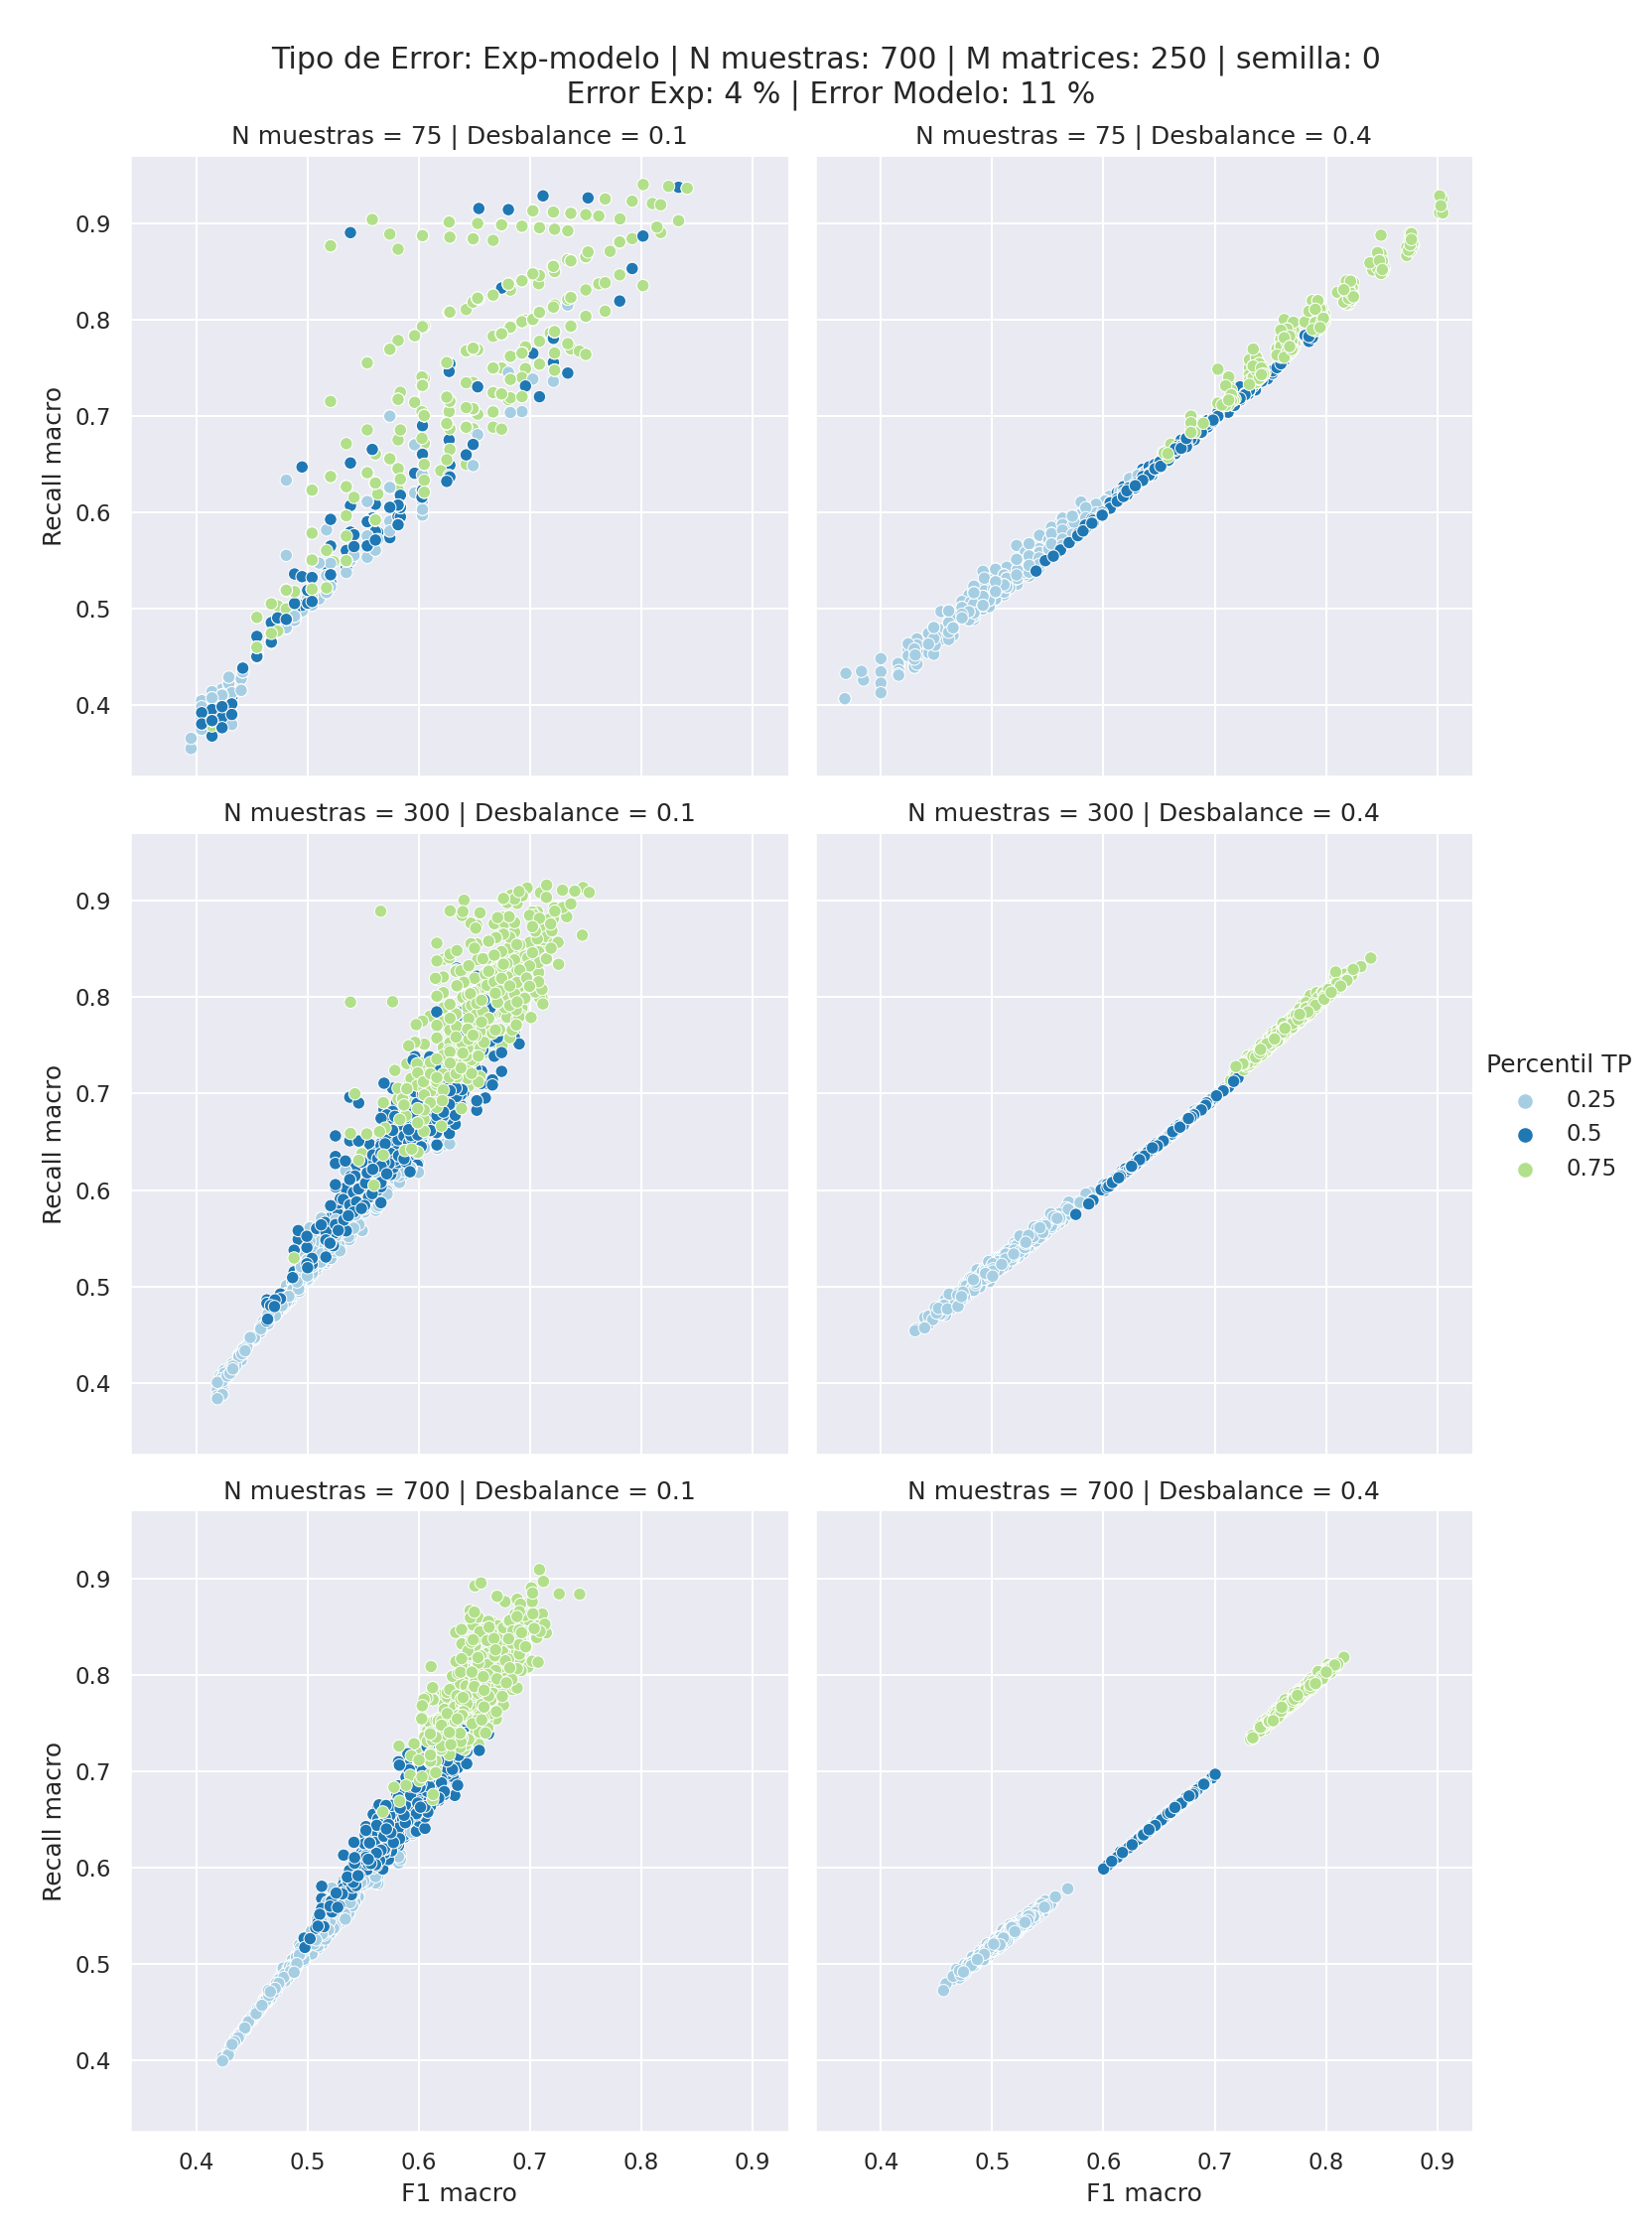 Tipo de Error: Exp-modelo | N muestras: 700 | M matrices: 250 | semilla: 0
Error Exp: 4 % | Error Modelo: 11 %
N muestras = 75 | Desbalance = 0.1
N muestras = 75 | Desbalance = 0.4
0.9
0.8
0.7
0.6
0.5
0.4
Recall macro
N muestras = 300 | Desbalance = 0.1
N muestras = 300 | Desbalance = 0.4
0.9
0.8
0.7
0.6
0.5
0.4
Recall macro
Percentil TP
0.25
0.5
0.75
N muestras = 700 | Desbalance = 0.1
N muestras = 700 | Desbalance = 0.4
0.9
0.8
0.7
0.6
0.5
0.4
Recall macro
0.4 0.5 0.6 0.7 0.8 0.9
F1 macro
0.4 0.5 0.6 0.7 0.8 0.9
F1 macro